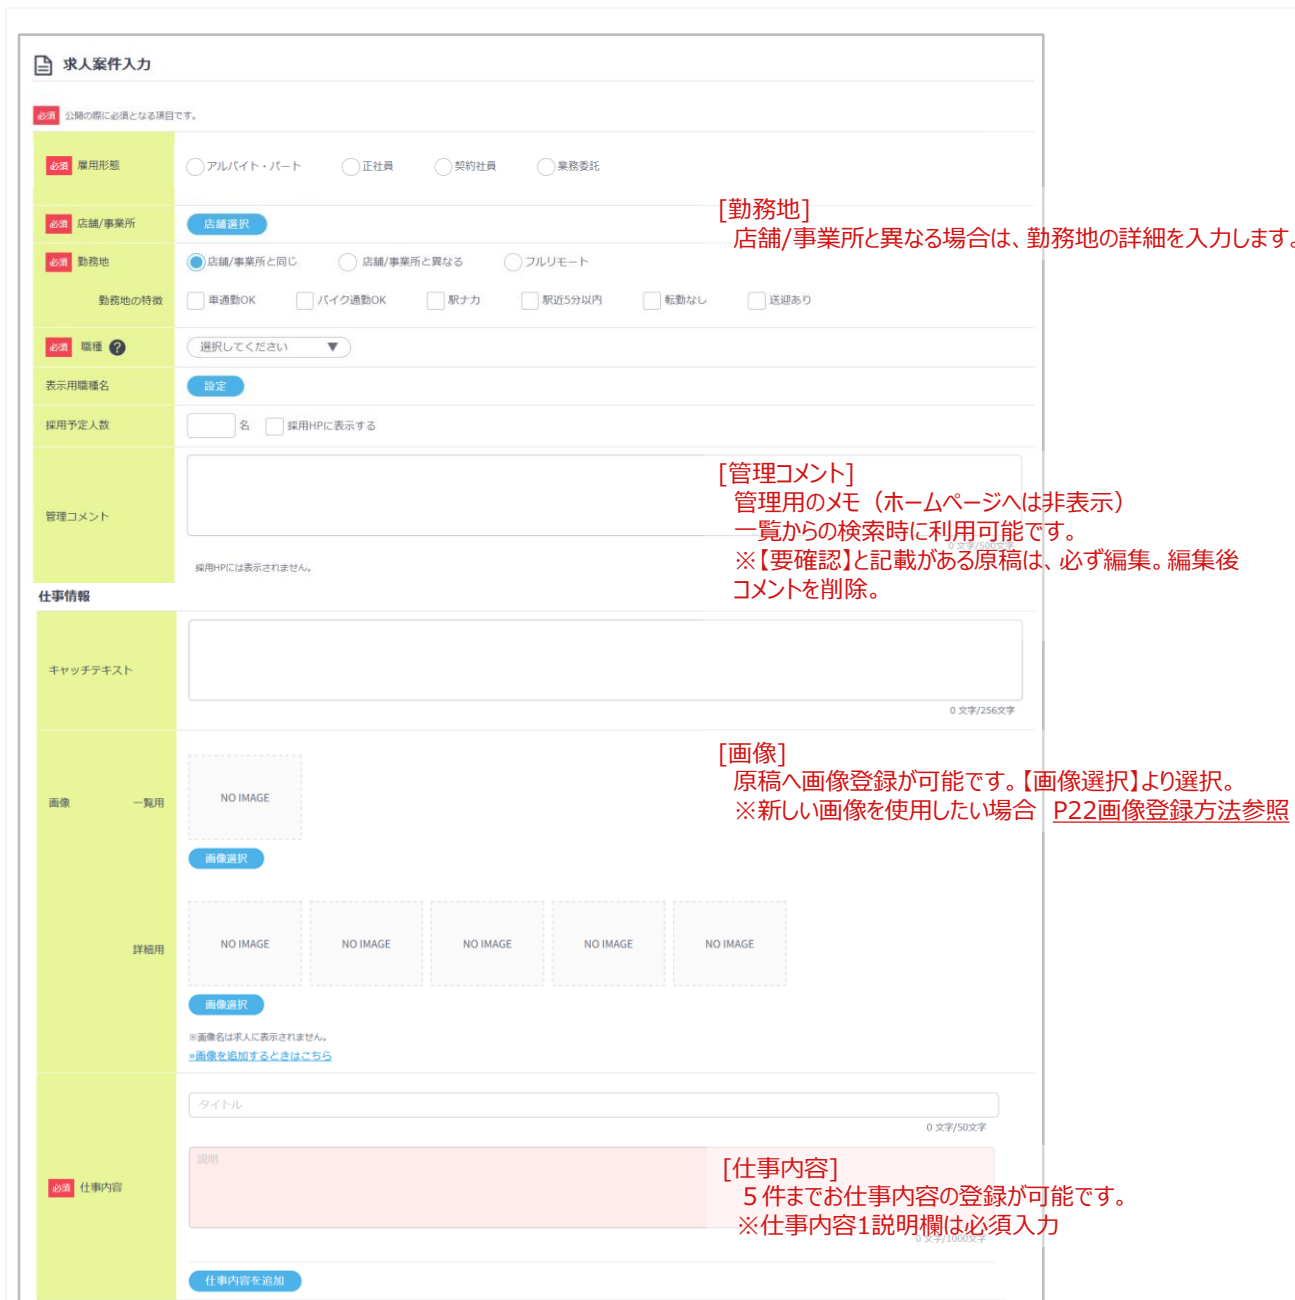 求人案件入力
必須 公開の際に必須となる項目です。
必須 雇用形態 アルバイト・パート 正社員 契約社員 業務委託
必須 店舗/事業所 店舗選択
[勤務地]
店舗/事業所と異なる場合は、勤務地の詳細を入力します。
必須 勤務地 店舗/事業所と同じ 店舗/事業所と異なる フルリモート
勤務地の特徴 車通勤OK バイク通勤OK 駅ナカ 駅近5分以内 転勤なし 送迎あり
必須 職種 ? 選択してください ▼
表示用職種名 設定
採用予定人数 名 採用HPに表示する
[管理コメント]
管理用のメモ（ホームページへは非表示）
一覧からの検索時に利用可能です。
※【要確認】と記載がある原稿は、必ず編集。編集後
コメントを削除。
管理コメント
0 文字/500文字
採用HPには表示されません。
仕事情報
キャッチテキスト
0 文字/256文字
[画像]
原稿へ画像登録が可能です。【画像選択】より選択。
※新しい画像を使用したい場合 P22画像登録方法参照
画像 一覧用 NO IMAGE
画像選択
詳細用 NO IMAGE NO IMAGE NO IMAGE NO IMAGE NO IMAGE
画像選択
※画像名は求人に表示されません。
»画像を追加するときはこちら
タイトル
0 文字/50文字
説明
[仕事内容]
５件までお仕事内容の登録が可能です。
※仕事内容1説明欄は必須入力
必須 仕事内容
0 文字/1000文字
仕事内容を追加